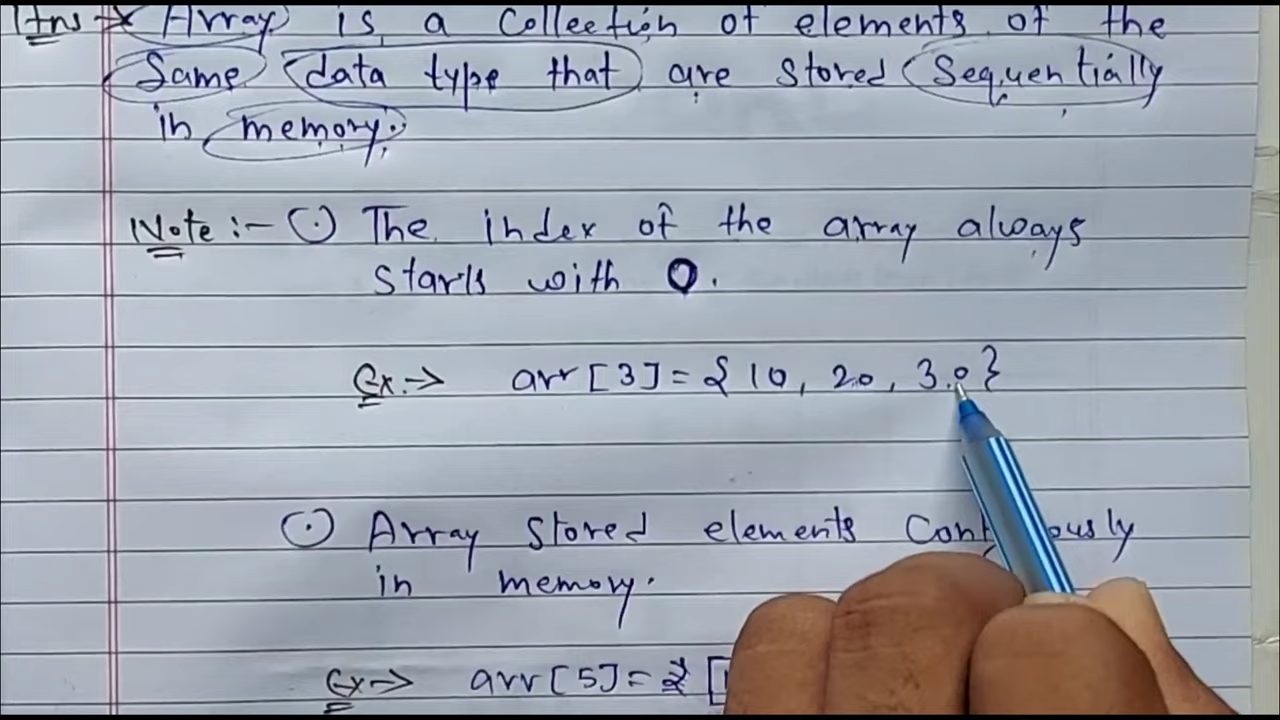 Ans → Array is a collection of elements of the
Same data type that are stored Sequentially
in memory.
Note :- The index of the array always
starts with 0.
Ex. → arr [3] = { 10, 20, 30}
Array stored elements
in memory.
Ex → arr [5] = {